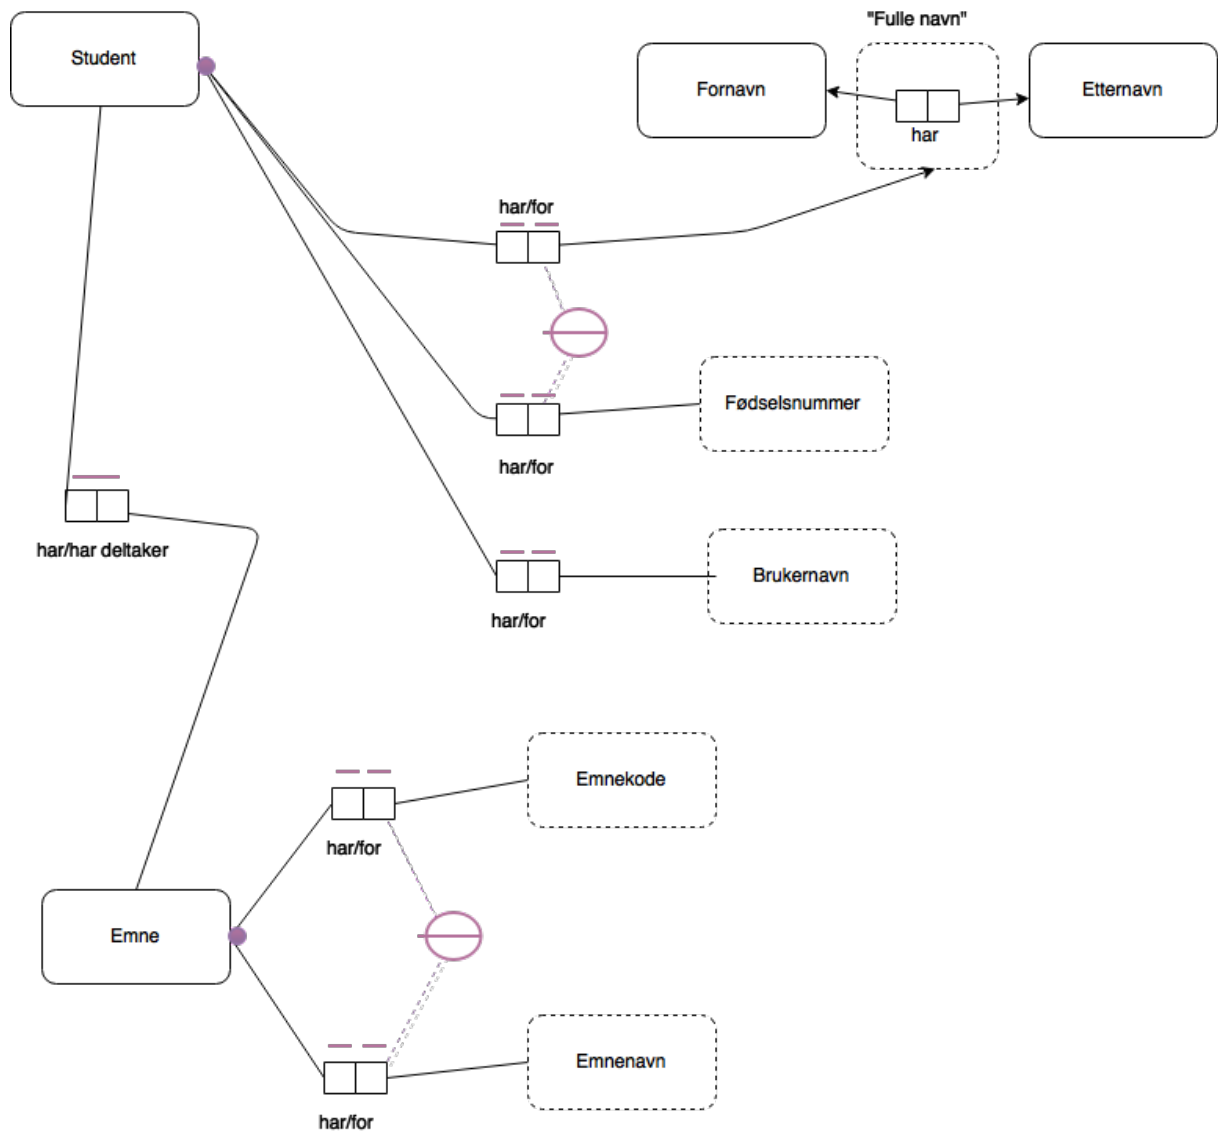 "Fulle navn"
Student
Fornavn
Etternavn
har
har/for
Fødselsnummer
har/for
har/har deltaker
Brukernavn
har/for
Emnekode
har/for
Emne
Emnenavn
har/for